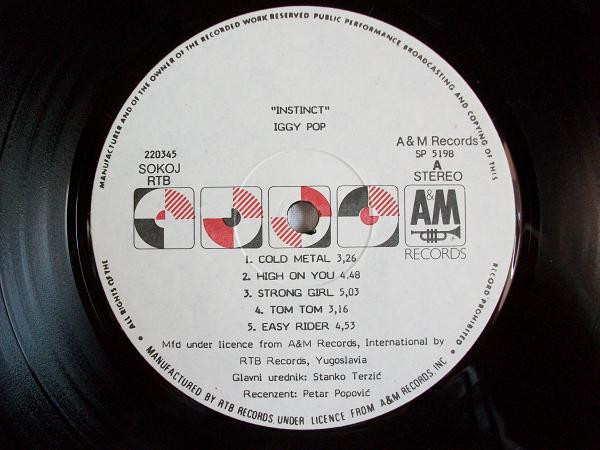 MANUFACTURER AND OF THE OWNER OF THE RECORDED WORK RESERVED PUBLIC PERFORMANCE BROADCASTING AND COPYING OF THIS
"INSTINCT"
IGGY POP
220345
SOKOJ
RTB
A & M Records
SP 5198
A
STEREO
A&M
RECORDS
1. COLD METAL 3,26
2. HIGH ON YOU 4,48
3. STRONG GIRL 5,03
4. TOM TOM 3,16
5. EASY RIDER 4,53
Mfd under licence from A&M Records, International by
RTB Records, Yugoslavia
Glavni urednik: Stanko Terzić
Recenzent: Petar Popović
• ALL RIGHTS OF THE
RECORD PROHIBITED •
MANUFACTURED BY RTB RECORDS, UNDER LICENCE FROM A&M RECORDS, INC